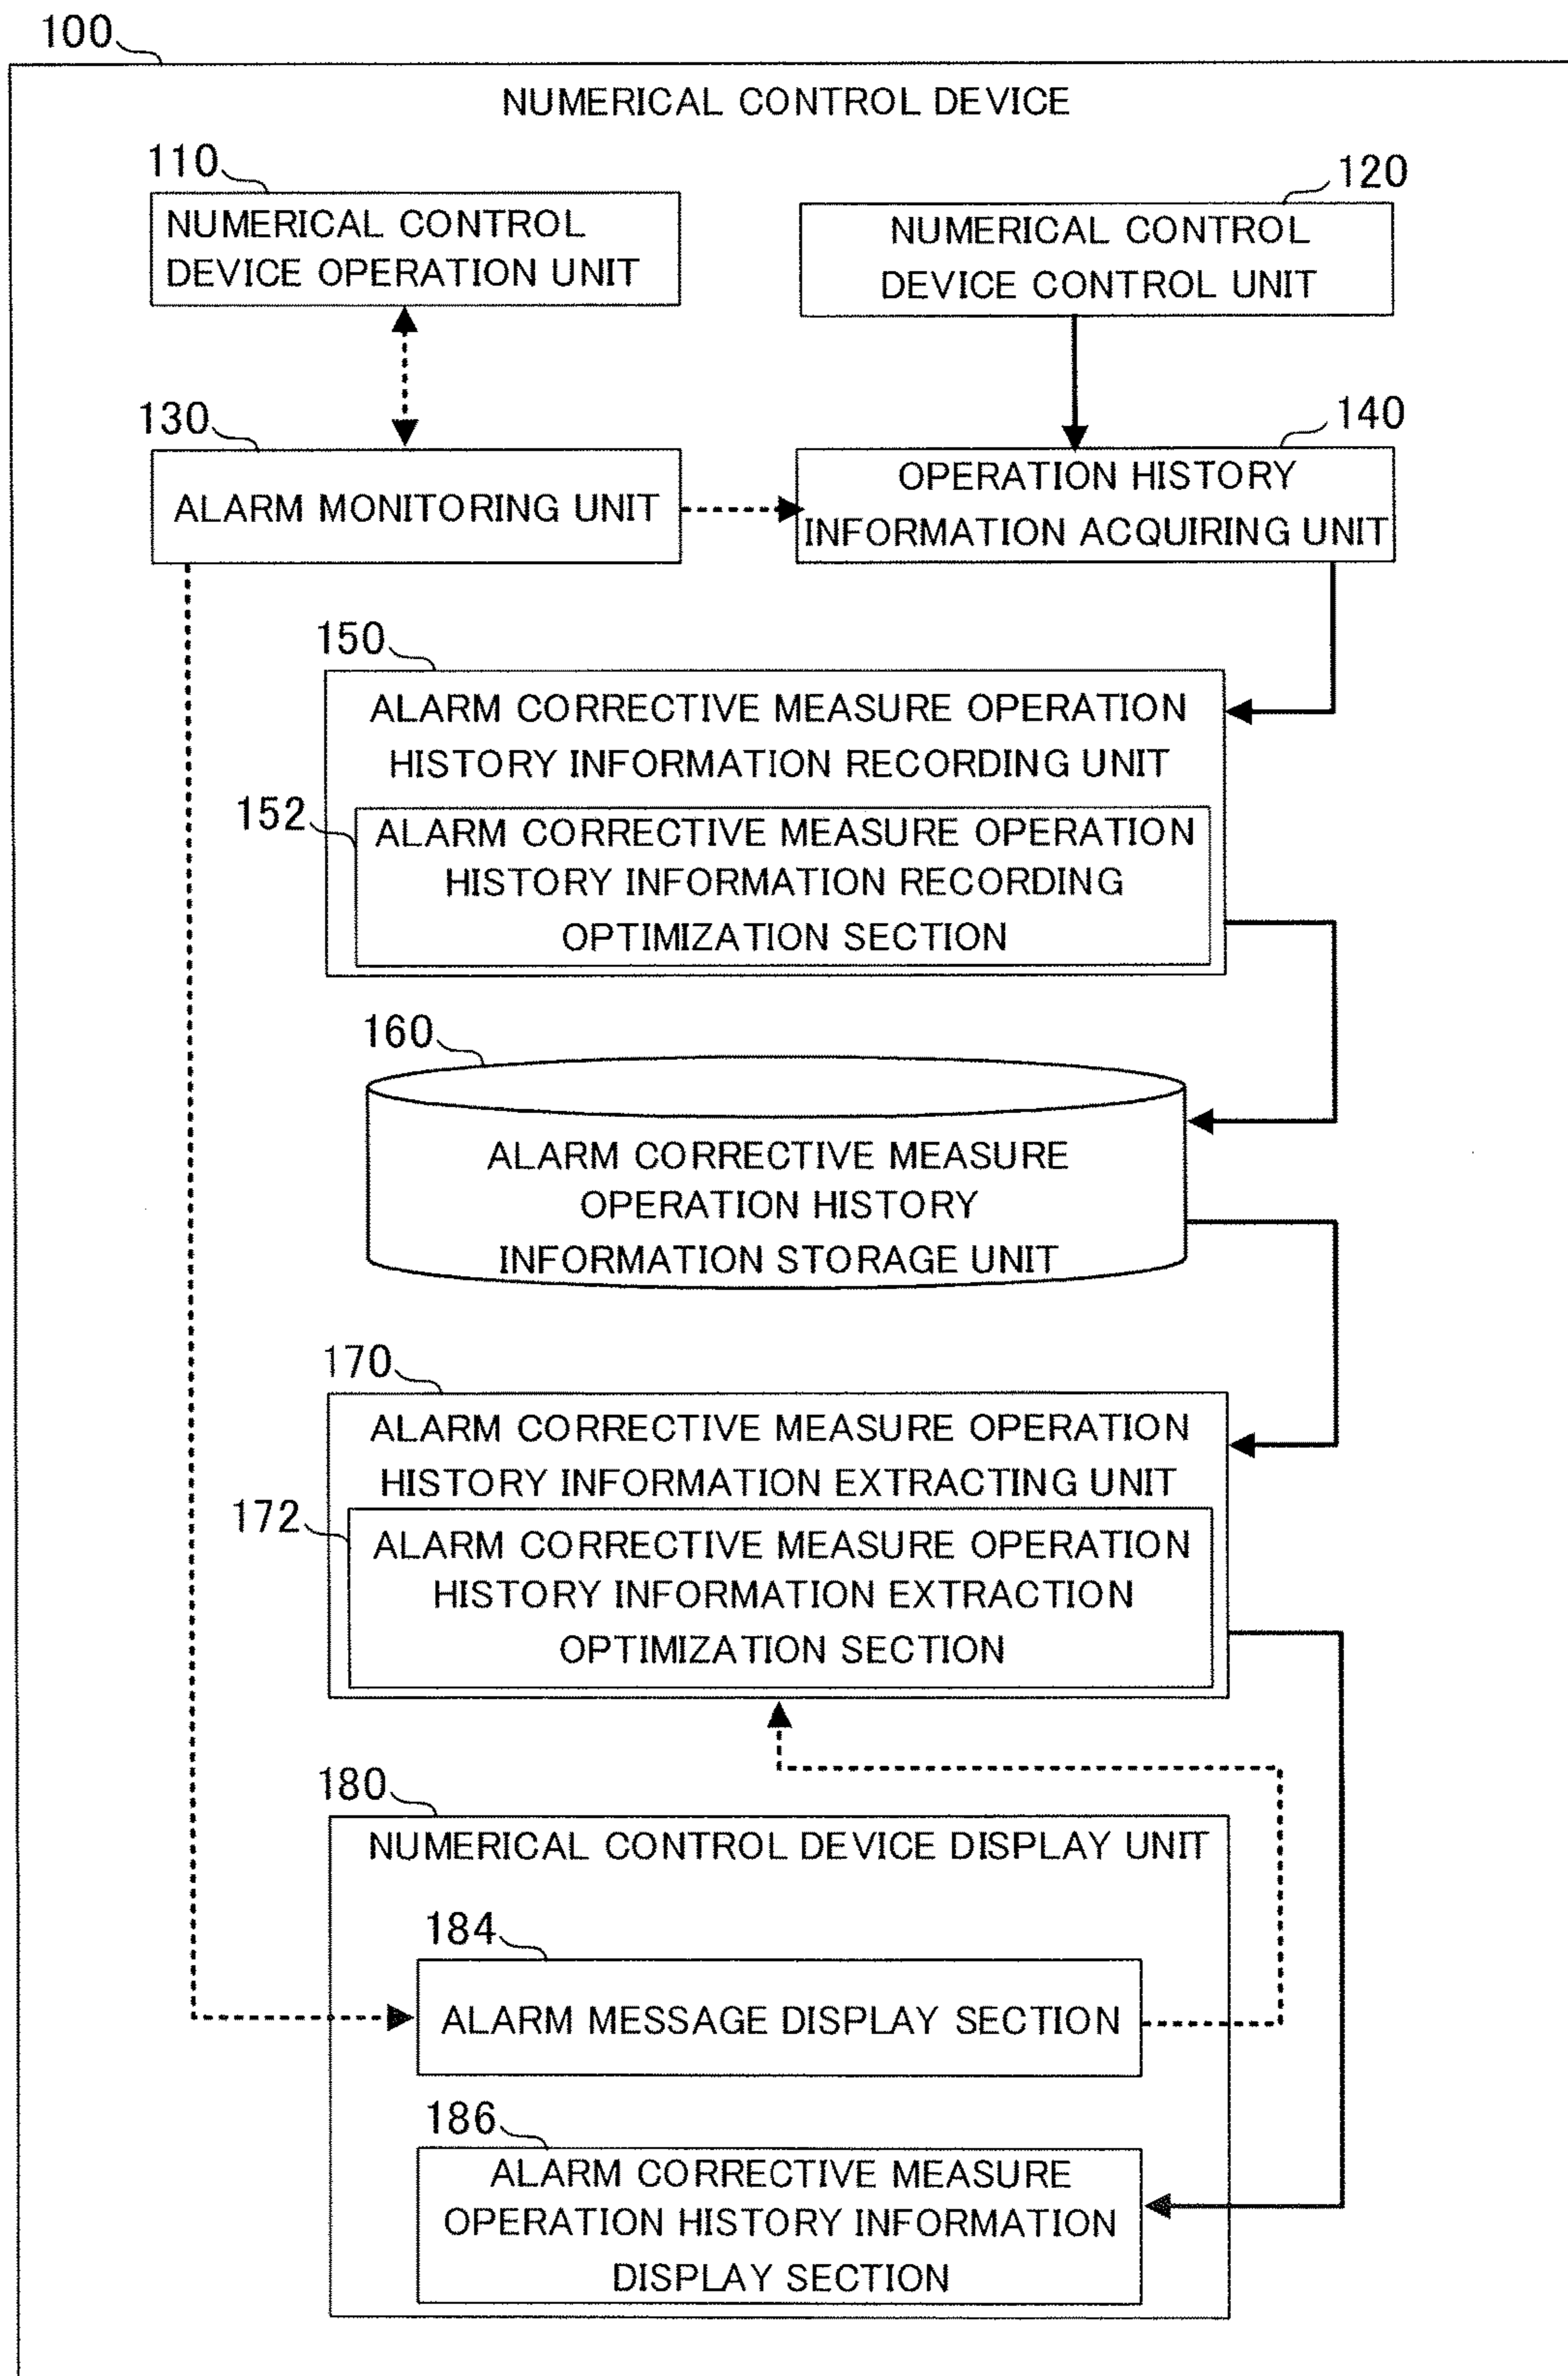 100
NUMERICAL CONTROL DEVICE
110
NUMERICAL CONTROL
DEVICE OPERATION UNIT
120
NUMERICAL CONTROL
DEVICE CONTROL UNIT
130
ALARM MONITORING UNIT
140
OPERATION HISTORY
INFORMATION ACQUIRING UNIT
150
ALARM CORRECTIVE MEASURE OPERATION
HISTORY INFORMATION RECORDING UNIT
152
ALARM CORRECTIVE MEASURE OPERATION
HISTORY INFORMATION RECORDING
OPTIMIZATION SECTION
160
ALARM CORRECTIVE MEASURE
OPERATION HISTORY
INFORMATION STORAGE UNIT
170
ALARM CORRECTIVE MEASURE OPERATION
HISTORY INFORMATION EXTRACTING UNIT
172
ALARM CORRECTIVE MEASURE OPERATION
HISTORY INFORMATION EXTRACTION
OPTIMIZATION SECTION
180
NUMERICAL CONTROL DEVICE DISPLAY UNIT
184
ALARM MESSAGE DISPLAY SECTION
186
ALARM CORRECTIVE MEASURE
OPERATION HISTORY INFORMATION
DISPLAY SECTION